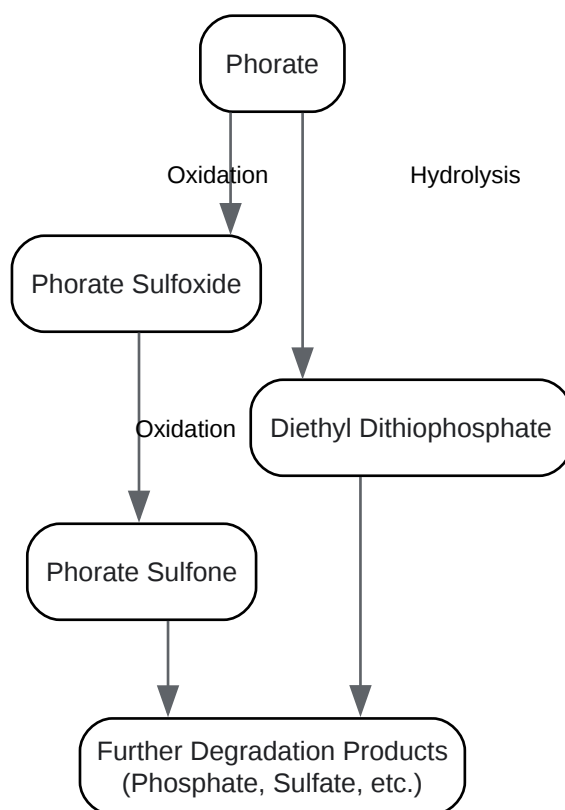 Phorate
Oxidation
Hydrolysis
Phorate Sulfoxide
Oxidation
Diethyl Dithiophosphate
Phorate Sulfone
Further Degradation Products
(Phosphate, Sulfate, etc.)